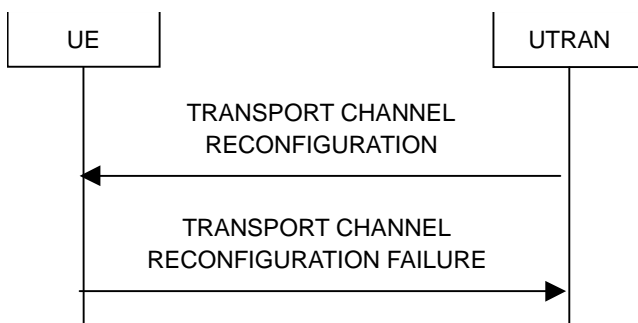 UE
UTRAN
TRANSPORT CHANNEL
RECONFIGURATION
TRANSPORT CHANNEL
RECONFIGURATION FAILURE